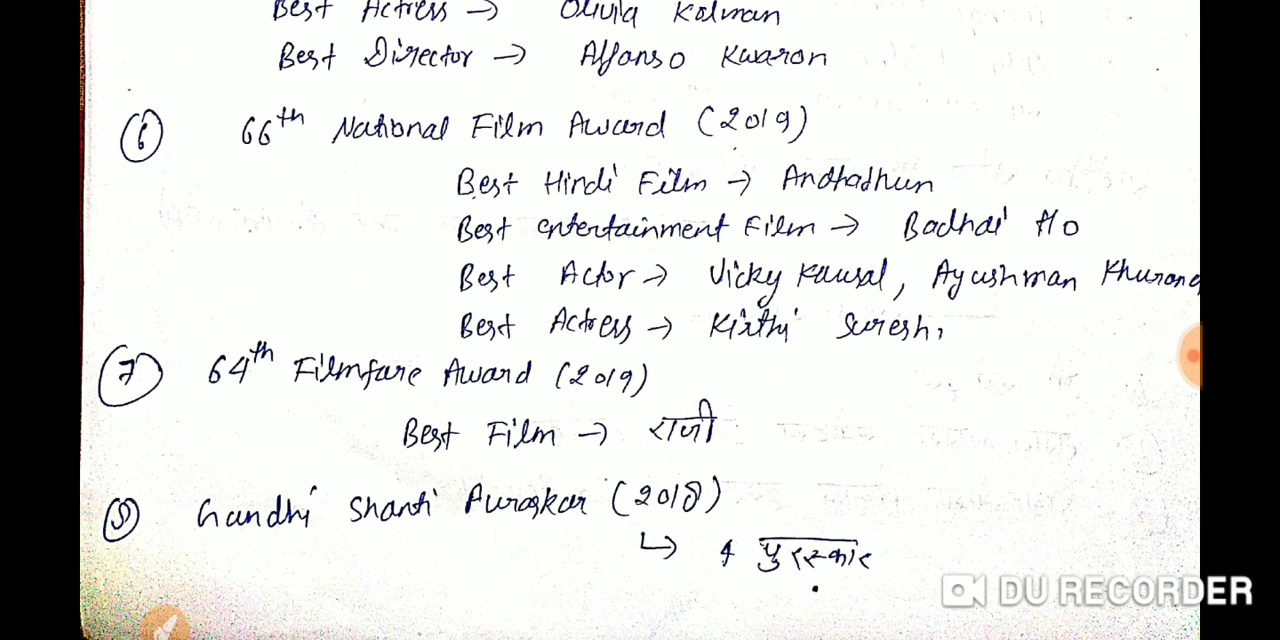 Best Actress → Olivia Kolman
Best Director → Alfanso Kwaron
(6) 66th National Film Award (2019)
Best Hindi Film → Andhadhun
Best entertainment Film → Badhai Ho
Best Actor → Vicky Kausal, Ayushman Khurana
Best Actress → Kirthi Suresh,
(7) 64th Filmfare Award (2019)
Best Film → राजी
(8) Gandhi Shanti Puraskar (2018)
↳ 4 पुरस्कार
DU RECORDER